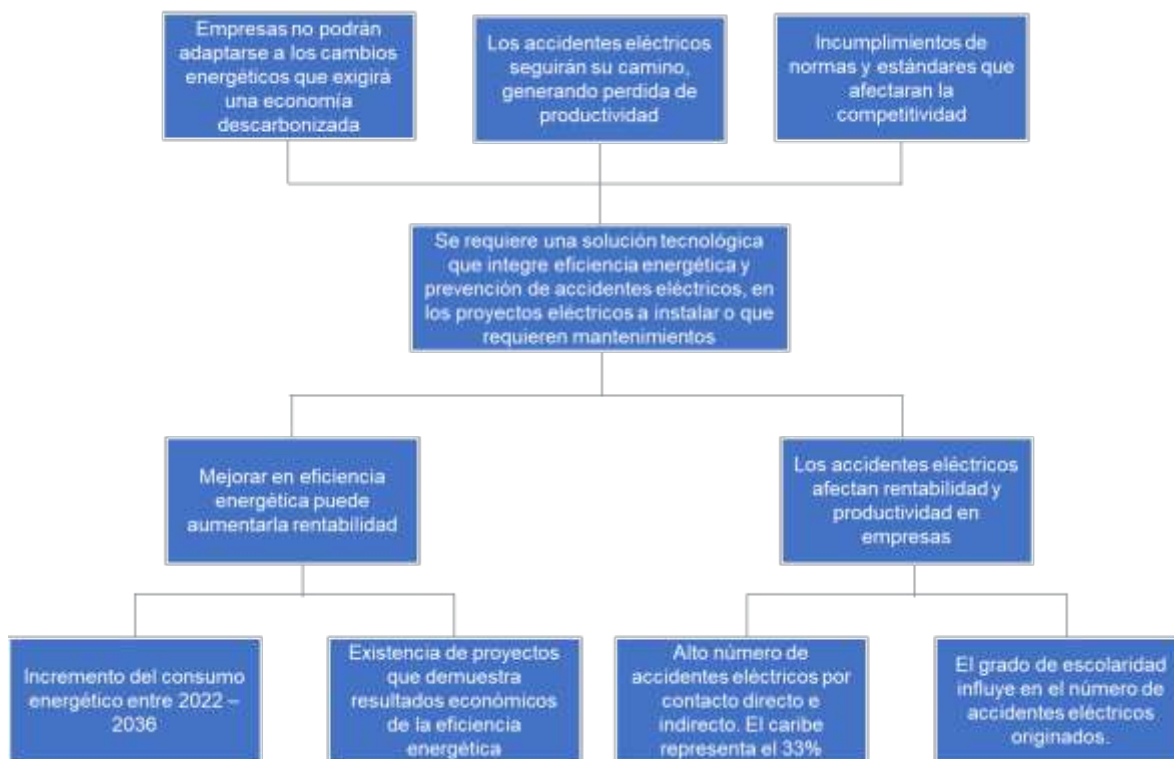 Empresas no podrán
adaptarse a los cambios
energéticos que exigirá
una economía
descarbonizada
Los accidentes eléctricos
seguirán su camino,
generando perdida de
productividad
Incumplimientos de
normas y estándares que
afectaran la
competitividad
Se requiere una solución tecnológica
que integre eficiencia energética y
prevención de accidentes eléctricos, en
los proyectos eléctricos a instalar o que
requieren mantenimientos
Mejorar en eficiencia
energética puede
aumentarla rentabilidad
Los accidentes eléctricos
afectan rentabilidad y
productividad en
empresas
Incremento del consumo
energético entre 2022 –
2036
Existencia de proyectos
que demuestra
resultados económicos
de la eficiencia
energética
Alto número de
accidentes eléctricos por
contacto directo e
indirecto. El caribe
representa el 33%
El grado de escolaridad
influye en el número de
accidentes eléctricos
originados.